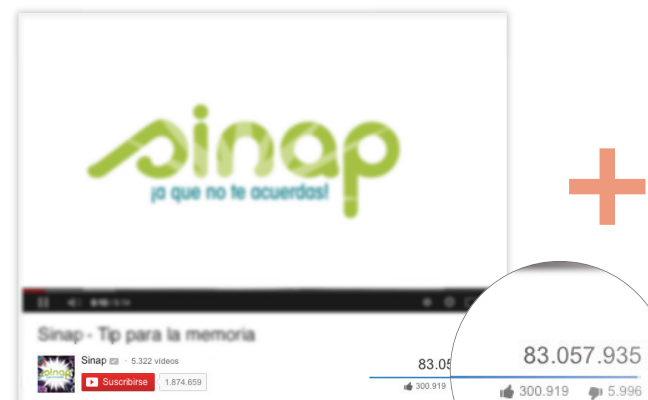 sinap
¡a que no te acuerdas!
Sinap - Tip para la memoria
Sinap · 5.322 vídeos
Suscribirse 1.874.659
83.05
300.919
83.057.935
300.919 5.996